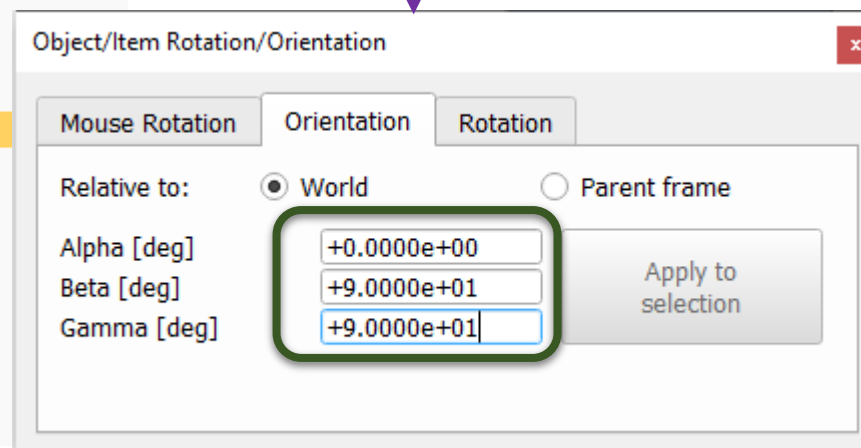 Object/Item Rotation/Orientation
x
Mouse Rotation Orientation Rotation
Relative to: World Parent frame
Alpha [deg] +0.0000e+00
Beta [deg] +9.0000e+01
Gamma [deg] +9.0000e+01
Apply to
selection